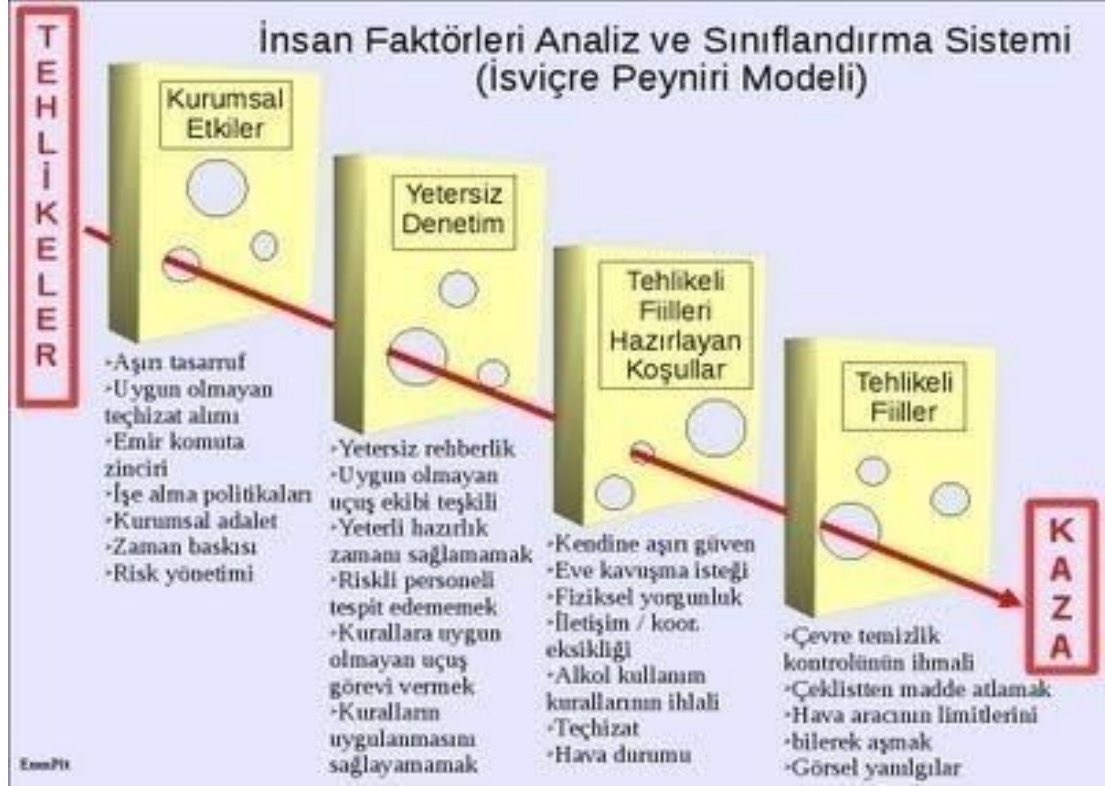 TEHLİKELER
İnsan Faktörleri Analiz ve Sınıflandırma Sistemi
(İsviçre Peyniri Modeli)
Kurumsal
Etkiler
-Aşırı tasarruf
-Uygun olmayan
teçhizat alımı
-Emir komuta
zinciri
-İşe alma politikaları
-Kurumsal adalet
-Zaman baskısı
-Risk yönetimi
Yetersiz
Denetim
-Yetersiz rehberlik
-Uygun olmayan
uçuş ekibi teşkili
-Yeterli hazırlık
zamanı sağlamamak
-Riskli personeli
tespit edememek
-Kurallara uygun
olmayan uçuş
görevi vermek
-Kuralların
uygulanmasını
sağlayamamak
Tehlikeli
Fiilleri
Hazırlayan
Koşullar
-Kendine aşırı güven
-Eve kavuşma isteği
-Fiziksel yorgunluk
-İletişim / koor.
eksikliği
-Alkol kullanım
kurallarının ihlali
-Teçhizat
-Hava durumu
Tehlikeli
Fiiller
-Çevre temizlik
kontrolünün ihmali
-Çeklistten madde atlamak
-Hava aracının limitlerini
-bilerek aşmak
-Görsel yanılgılar
KAZA